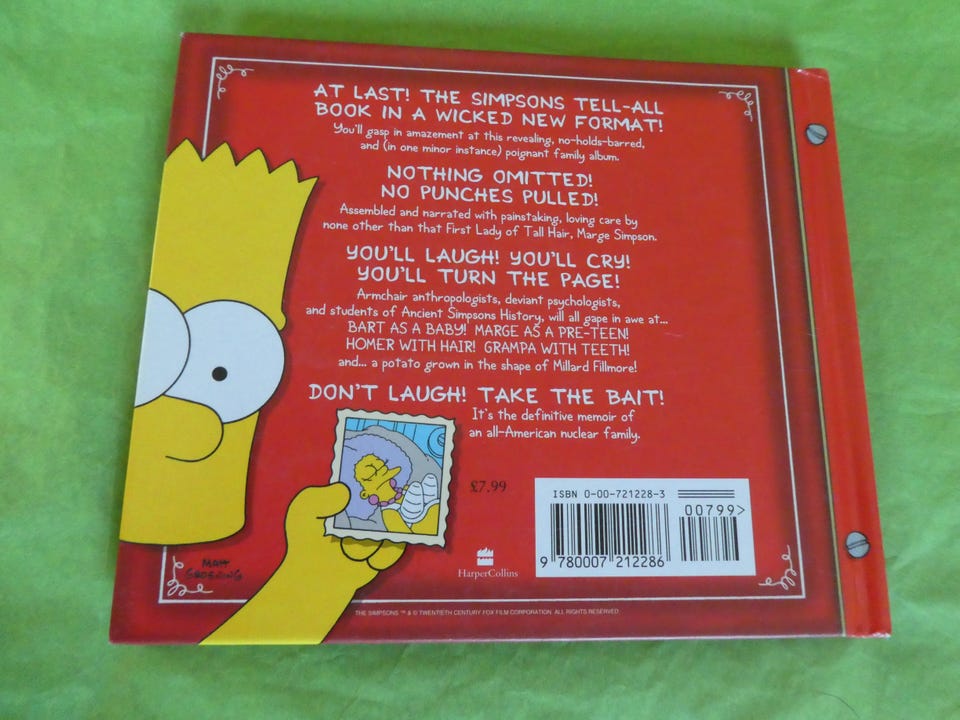 AT LAST! THE SIMPSONS TELL-ALL
BOOK IN A WICKED NEW FORMAT!
You'll gasp in amazement at this revealing, no-holds-barred,
and (in one minor instance) poignant family album.
NOTHING OMITTED!
NO PUNCHES PULLED!
Assembled and narrated with painstaking, loving care by
none other than that First Lady of Tall Hair, Marge Simpson.
YOU'LL LAUGH! YOU'LL CRY!
YOU'LL TURN THE PAGE!
Armchair anthropologists, deviant psychologists,
and students of Ancient Simpsons History, will all gape in awe at...
BART AS A BABY! MARGE AS A PRE-TEEN!
HOMER WITH HAIR! GRAMPA WITH TEETH!
and... a potato grown in the shape of Millard Fillmore!
DON'T LAUGH! TAKE THE BAIT!
It's the definitive memoir of
an all-American nuclear family.
£7.99
ISBN 0-00-721228-3
00799>
9 780007 212286
HarperCollins
MATT
GROENING
THE SIMPSONS ™ & © TWENTIETH CENTURY FOX FILM CORPORATION. ALL RIGHTS RESERVED.